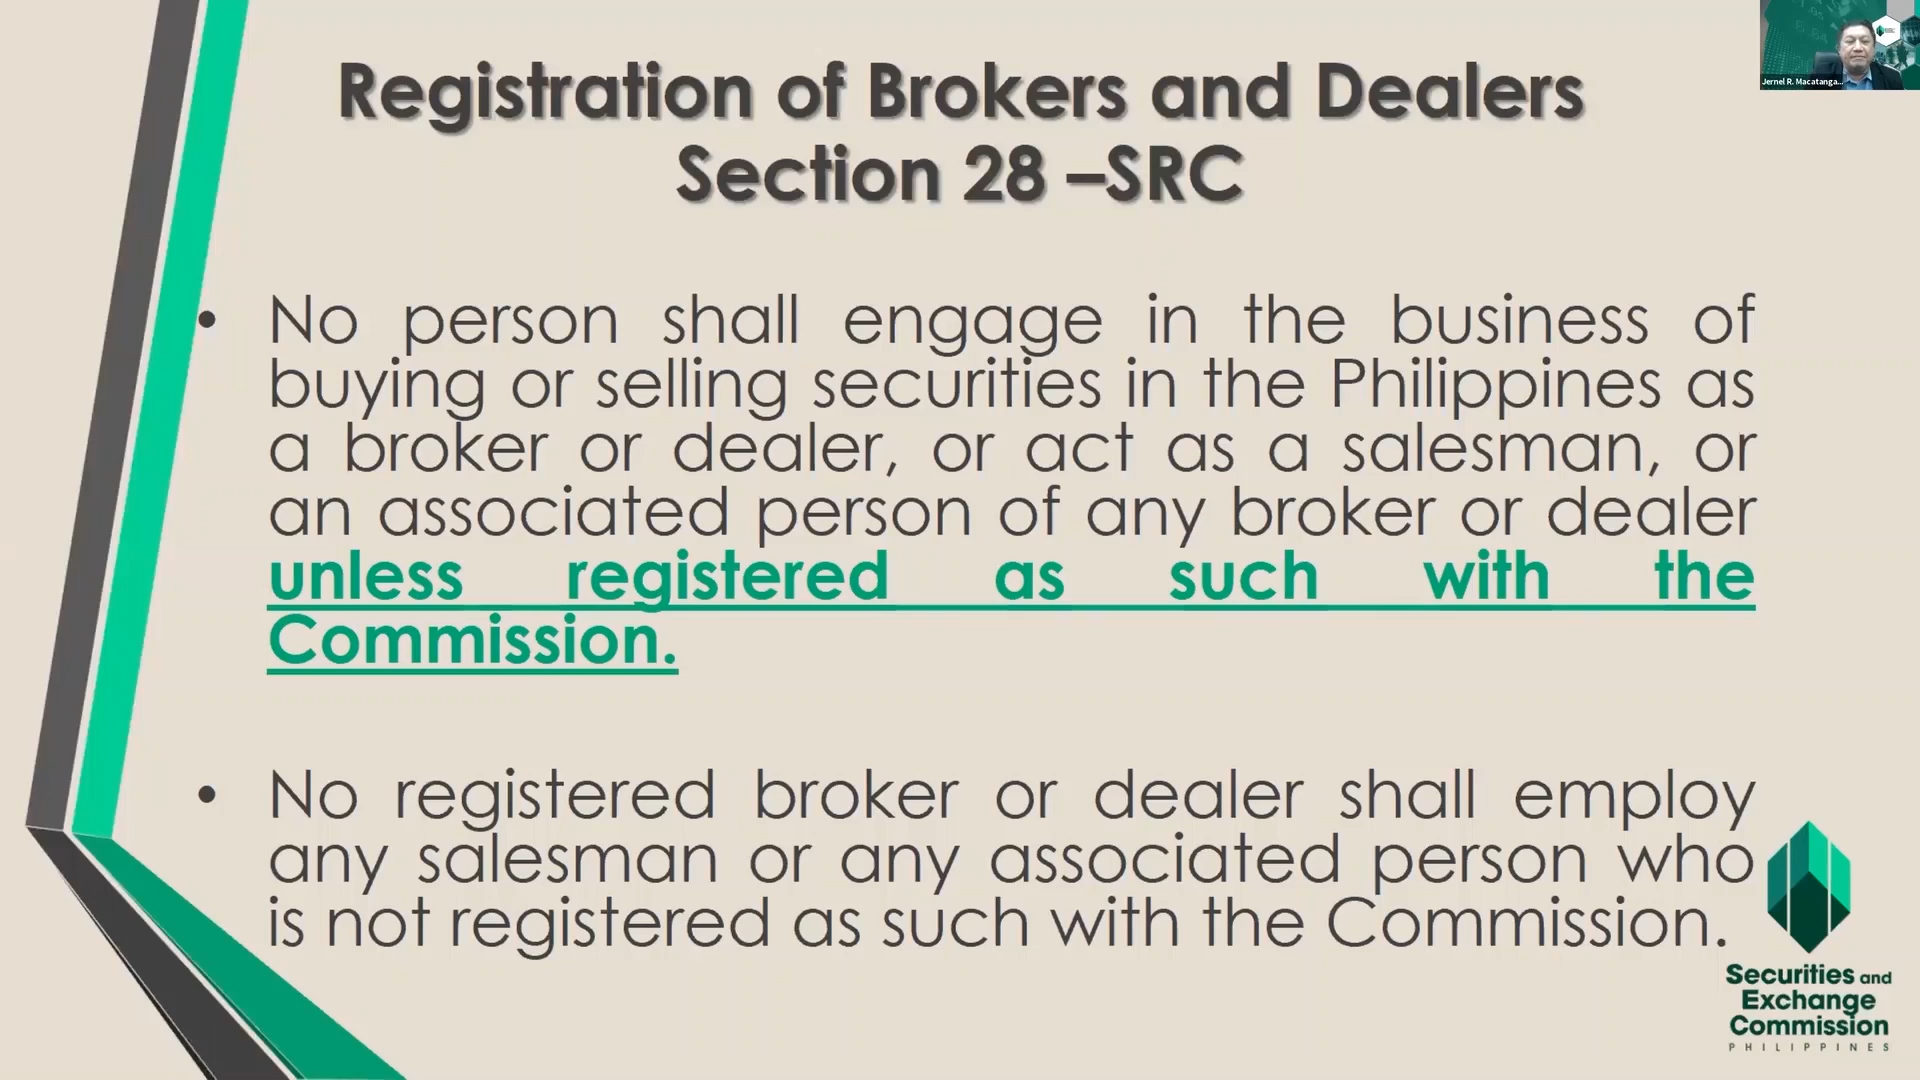 Registration of Brokers and Dealers
Section 28 –SRC
Jernel R. Macatanga...
• No person shall engage in the business of
buying or selling securities in the Philippines as
a broker or dealer, or act as a salesman, or
an associated person of any broker or dealer
unless registered as such with the
Commission.
• No registered broker or dealer shall employ
any salesman or any associated person who
is not registered as such with the Commission.
Securities and
Exchange
Commission
PHILIPPINES